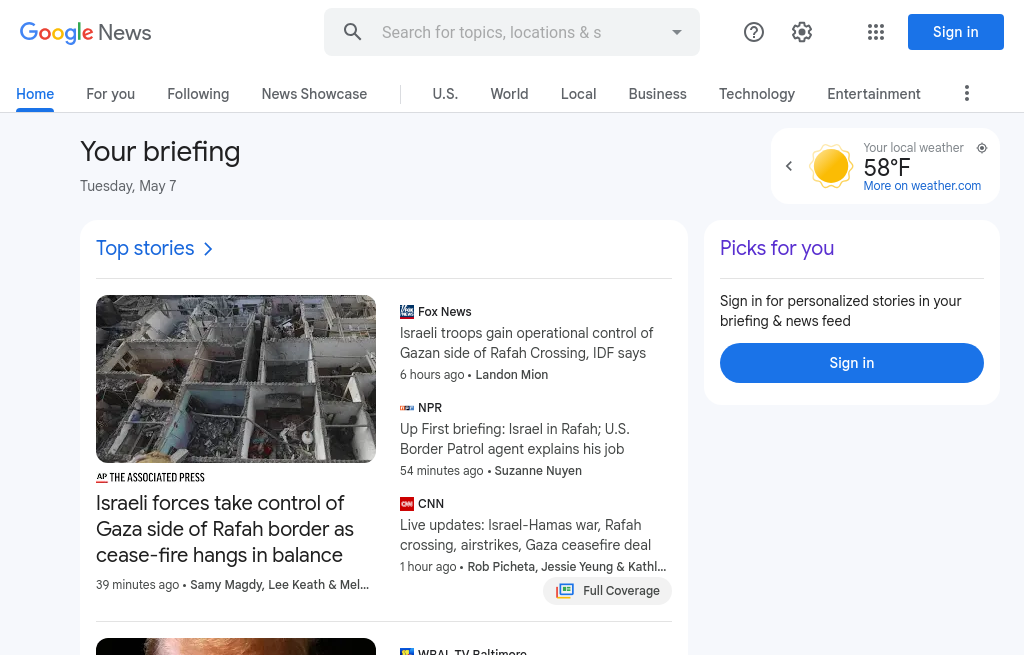 Google News
Search for topics, locations & s
Sign in
Home
For you
Following
News Showcase
U.S.
World
Local
Business
Technology
Entertainment
Your briefing
Tuesday, May 7
Your local weather
58°F
More on weather.com
Top stories
Picks for you
Sign in for personalized stories in your
briefing & news feed
Sign in
AP THE ASSOCIATED PRESS
Israeli forces take control of
Gaza side of Rafah border as
cease-fire hangs in balance
39 minutes ago • Samy Magdy, Lee Keath & Mel...
Fox News
Israeli troops gain operational control of
Gazan side of Rafah Crossing, IDF says
6 hours ago • Landon Mion
NPR
Up First briefing: Israel in Rafah; U.S.
Border Patrol agent explains his job
54 minutes ago • Suzanne Nuyen
CNN
Live updates: Israel-Hamas war, Rafah
crossing, airstrikes, Gaza ceasefire deal
1 hour ago • Rob Picheta, Jessie Yeung & Kathl...
Full Coverage
WBAL TV Baltimore